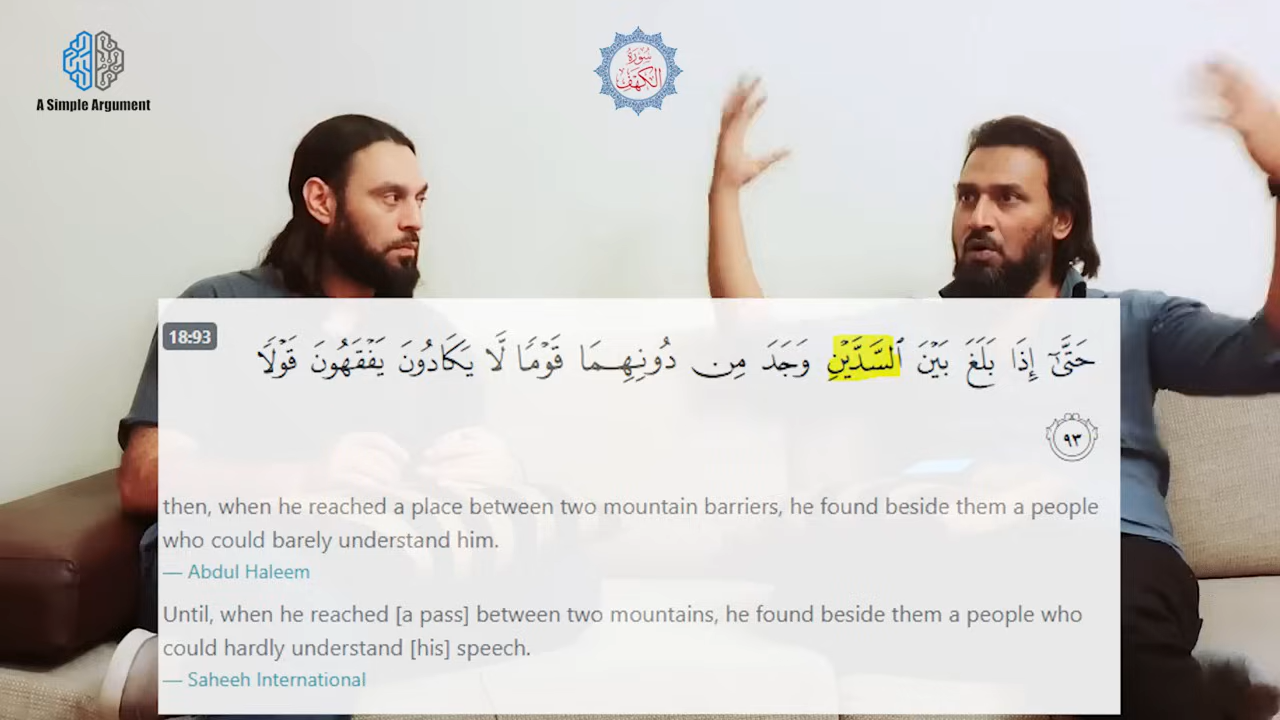 A Simple Argument
سُورَةُ
الكَهْفِ
18:93
حَتَّىٰٓ إِذَا بَلَغَ بَيْنَ ٱلسَّدَّيْنِ وَجَدَ مِن دُونِهِمَا قَوْمًا لَّا يَكَادُونَ يَفْقَهُونَ قَوْلًا
٩٣
then, when he reached a place between two mountain barriers, he found beside them a people
who could barely understand him.
— Abdul Haleem
Until, when he reached [a pass] between two mountains, he found beside them a people who
could hardly understand [his] speech.
— Saheeh International